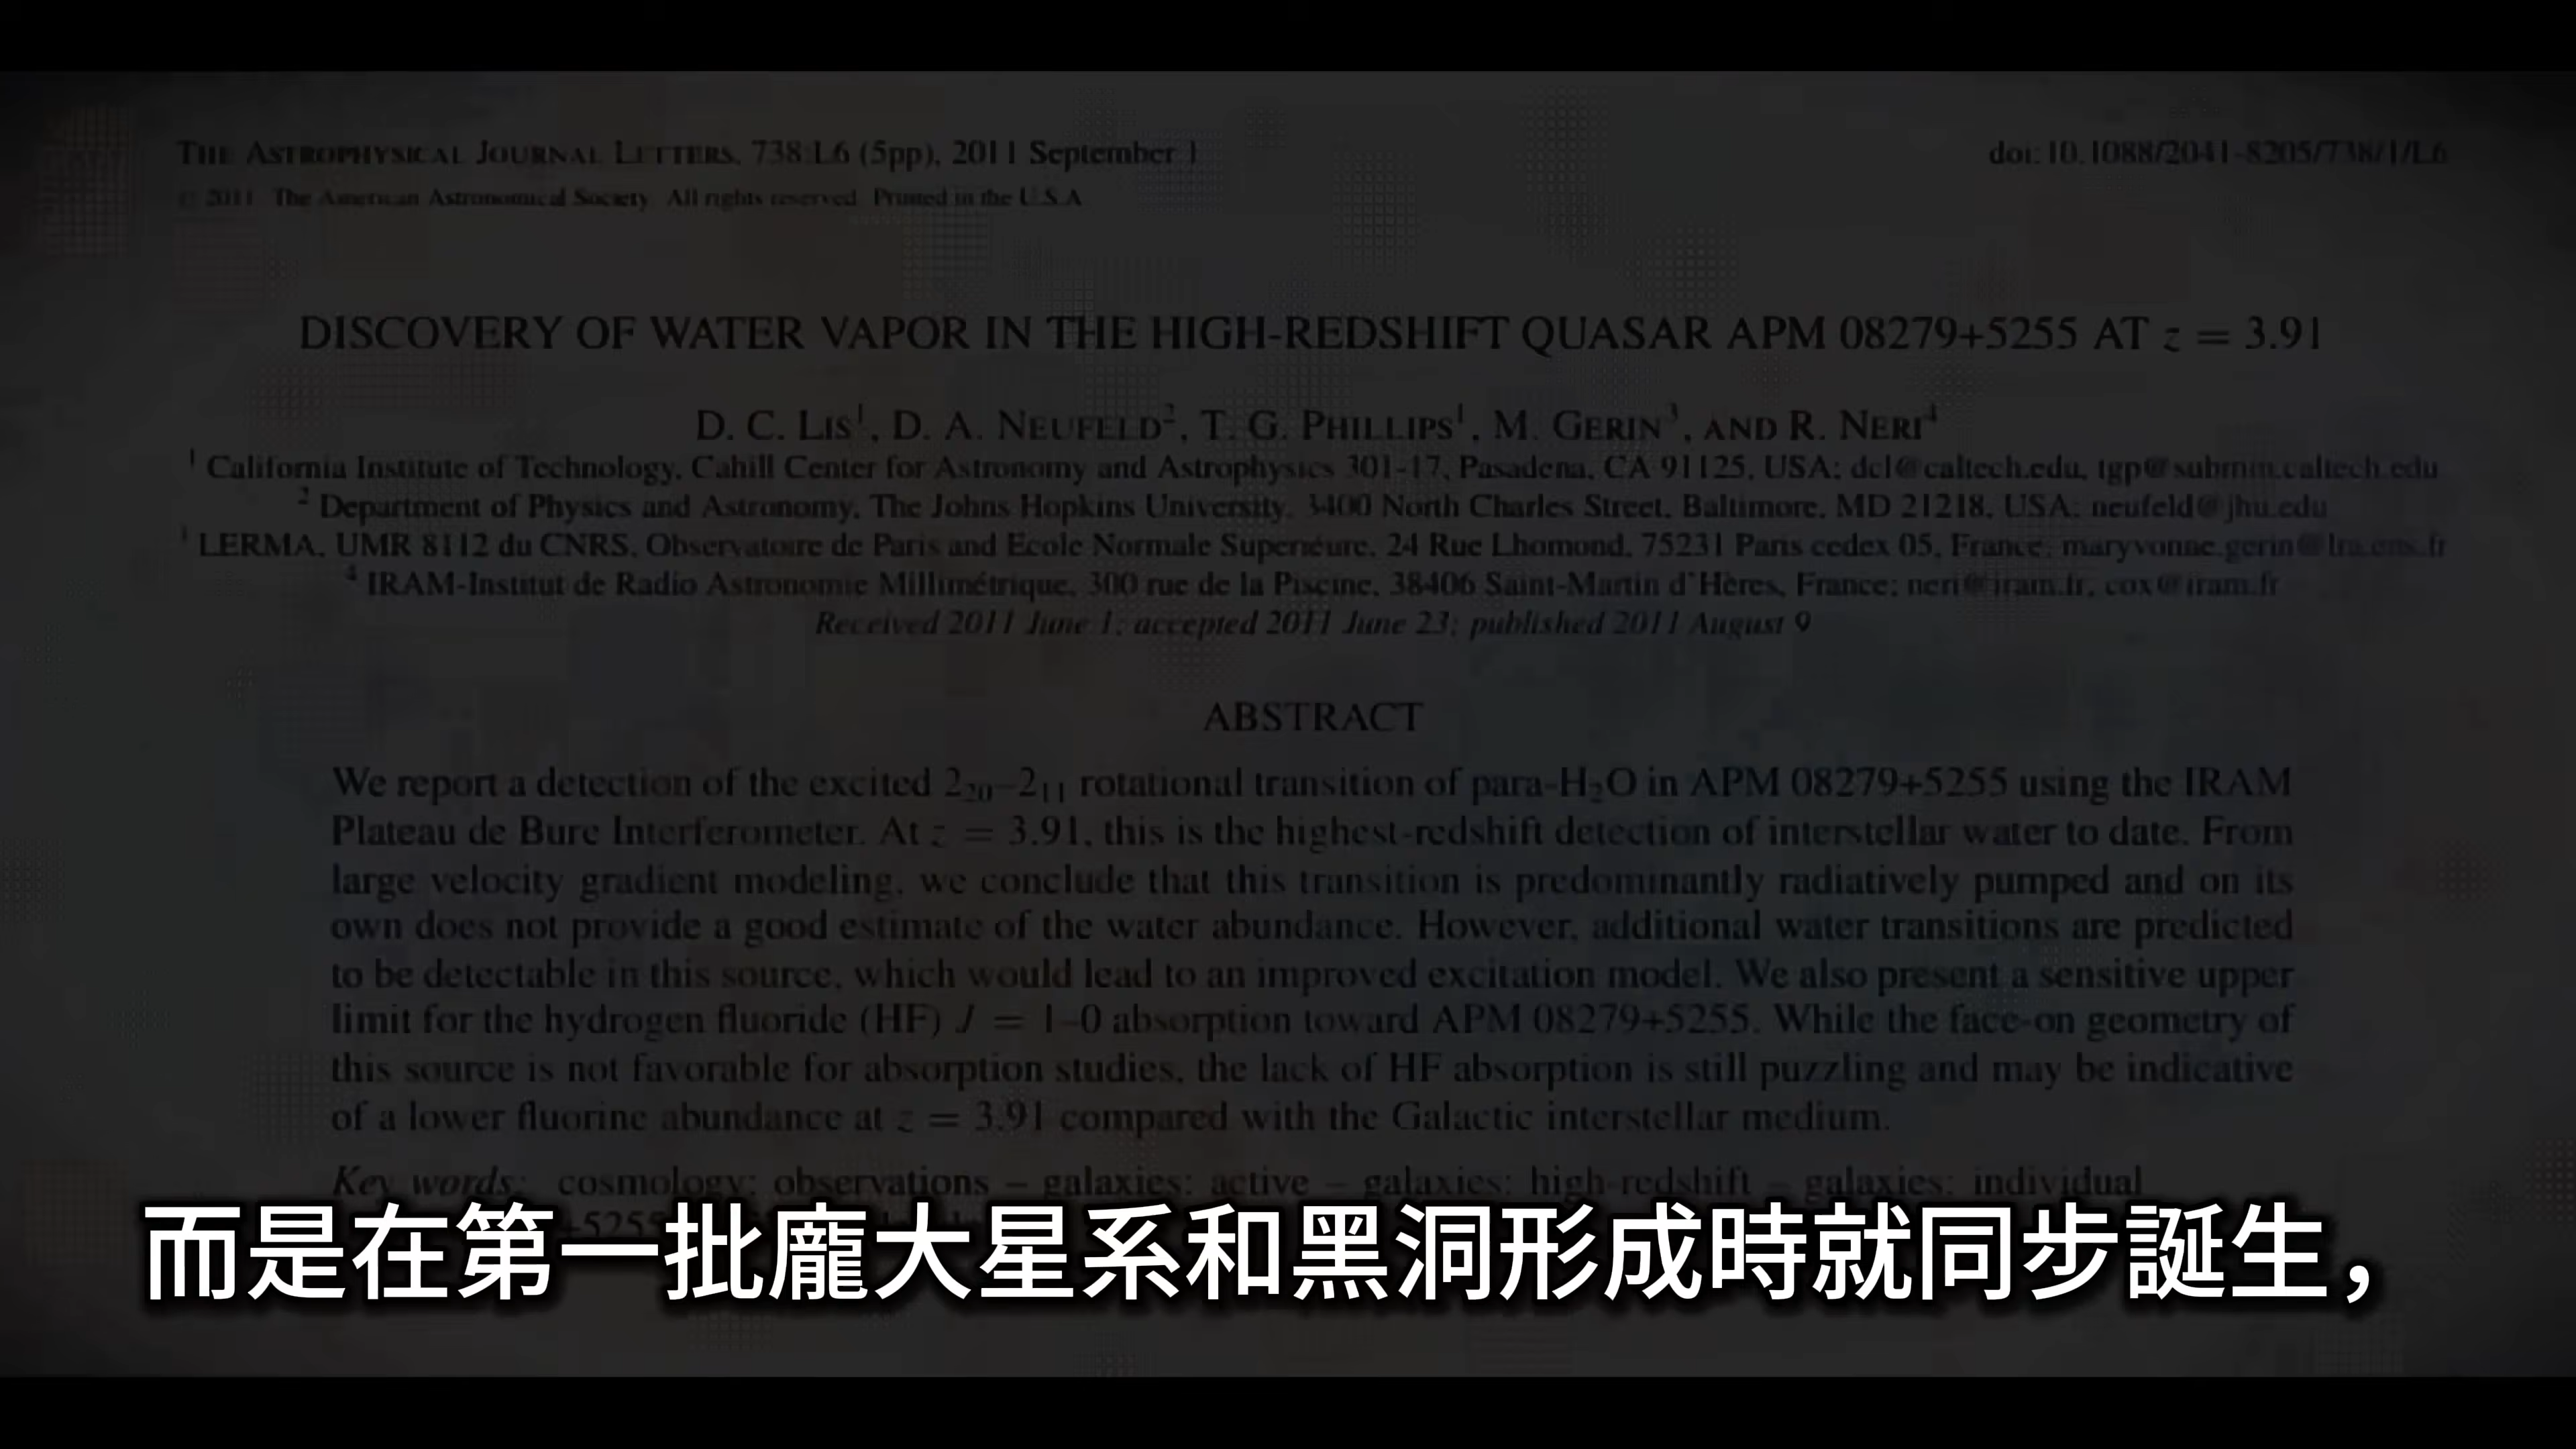 THE ASTROPHYSICAL JOURNAL LETTERS, 738:L6 (5pp), 2011 September 1
doi:10.1088/2041-8205/738/1/L6
© 2011. The American Astronomical Society. All rights reserved. Printed in the U.S.A.
DISCOVERY OF WATER VAPOR IN THE HIGH-REDSHIFT QUASAR APM 08279+5255 AT z = 3.91
D. C. LIS¹, D. A. NEUFELD², T. G. PHILLIPS¹, M. GERIN³, AND R. NERI⁴
¹ California Institute of Technology, Cahill Center for Astronomy and Astrophysics 301-17, Pasadena, CA 91125, USA; dcl@caltech.edu, tgp@submm.caltech.edu
² Department of Physics and Astronomy, The Johns Hopkins University, 3400 North Charles Street, Baltimore, MD 21218, USA; neufeld@jhu.edu
³ LERMA, UMR 8112 du CNRS, Observatoire de Paris and Ecole Normale Superieure, 24 Rue Lhomond, 75231 Paris cedex 05, France; maryvonne.gerin@lra.ens.fr
⁴ IRAM-Institut de Radio Astronomie Millimétrique, 300 rue de la Piscine, 38406 Saint-Martin d'Hères, France; neri@iram.fr, cox@iram.fr
Received 2011 June 1; accepted 2011 June 23; published 2011 August 9
ABSTRACT
We report a detection of the excited 2₂₀–2₁₁ rotational transition of para-H₂O in APM 08279+5255 using the IRAM
Plateau de Bure Interferometer. At z = 3.91, this is the highest-redshift detection of interstellar water to date. From
large velocity gradient modeling, we conclude that this transition is predominantly radiatively pumped and on its
own does not provide a good estimate of the water abundance. However, additional water transitions are predicted
to be detectable in this source, which would lead to an improved excitation model. We also present a sensitive upper
limit for the hydrogen fluoride (HF) J = 1–0 absorption toward APM 08279+5255. While the face-on geometry of
this source is not favorable for absorption studies, the lack of HF absorption is still puzzling and may be indicative
of a lower fluorine abundance at z = 3.91 compared with the Galactic interstellar medium.
Key words: cosmology: observations – galaxies: active – galaxies: high-redshift – galaxies: individual
+5255
而是在第一批龐大星系和黑洞形成時就同步誕生，